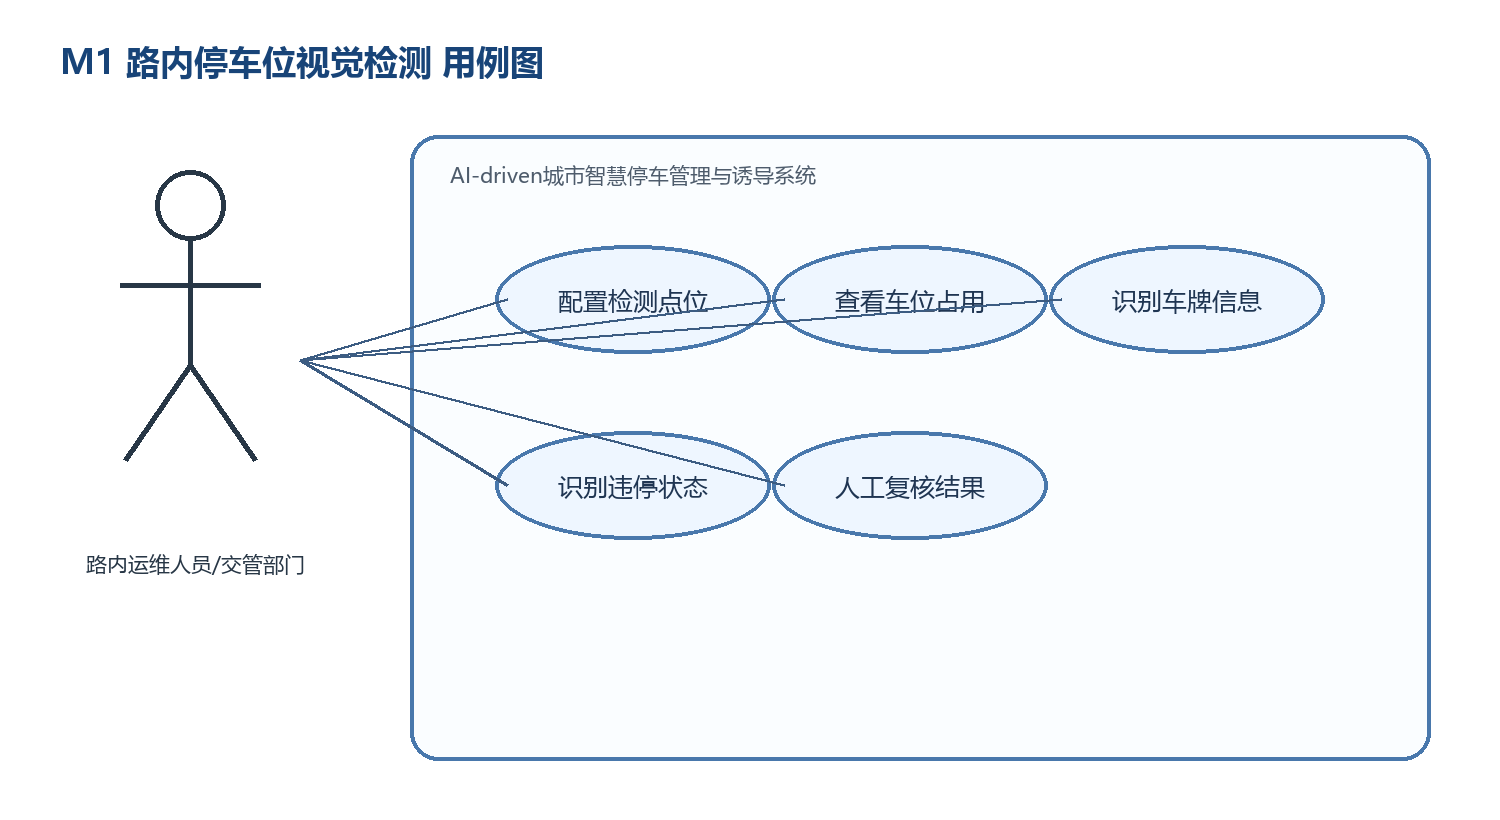 M1 路内停车位视觉检测 用例图
AI-driven城市智慧停车管理与诱导系统
配置检测点位
查看车位占用
识别车牌信息
识别违停状态
人工复核结果
路内运维人员/交管部门